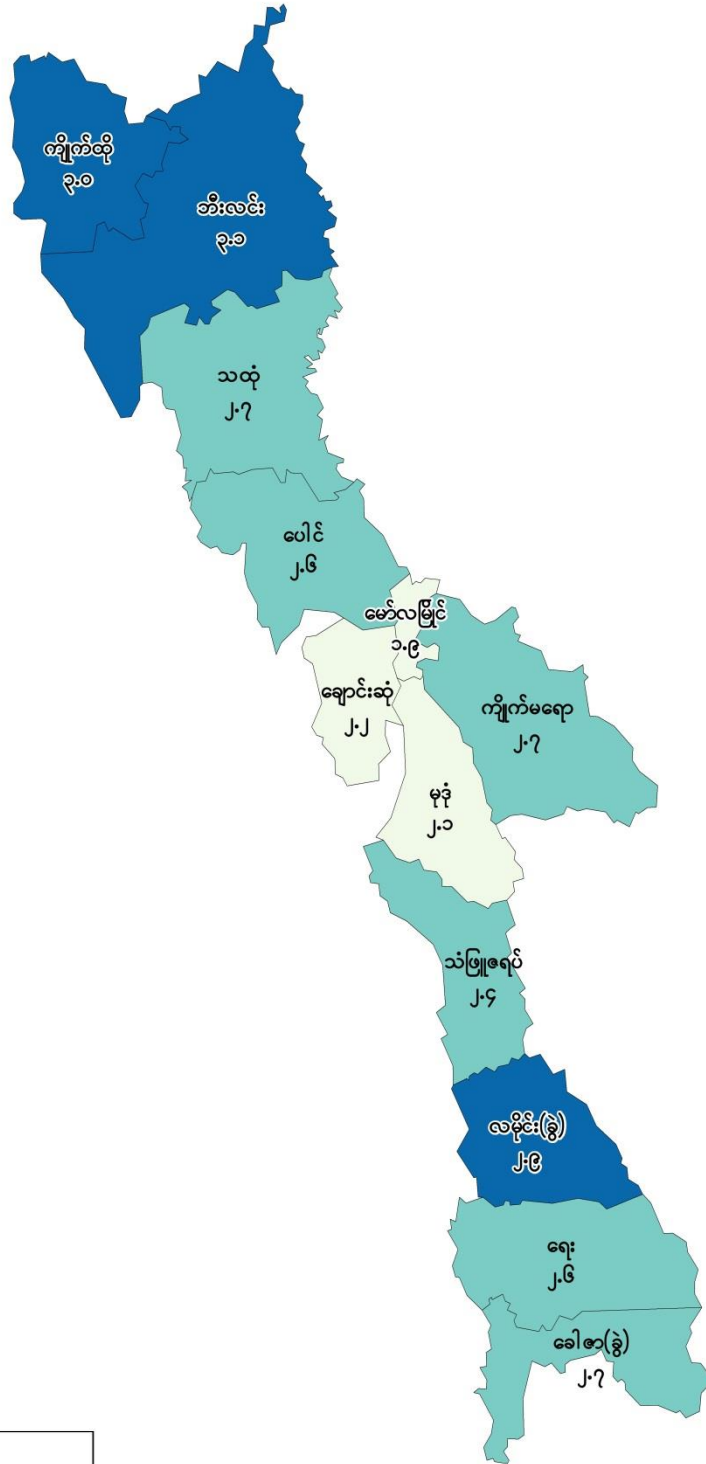 ကျိုက်ထို
၃.၀
ဘီးလင်း
၃.၁
သထုံ
၂.၇
ပေါင်
၂.၆
မော်လမြိုင်
၁.၉
ချောင်းဆုံ
၂.၂
ကျိုက်မရော
၂.၇
မုဒုံ
၂.၁
သံဖြူဇရပ်
၂.၄
လမိုင်း(ခွဲ)
၂.၉
ရေး
၂.၆
ခေါဇာ(ခွဲ)
၂.၇